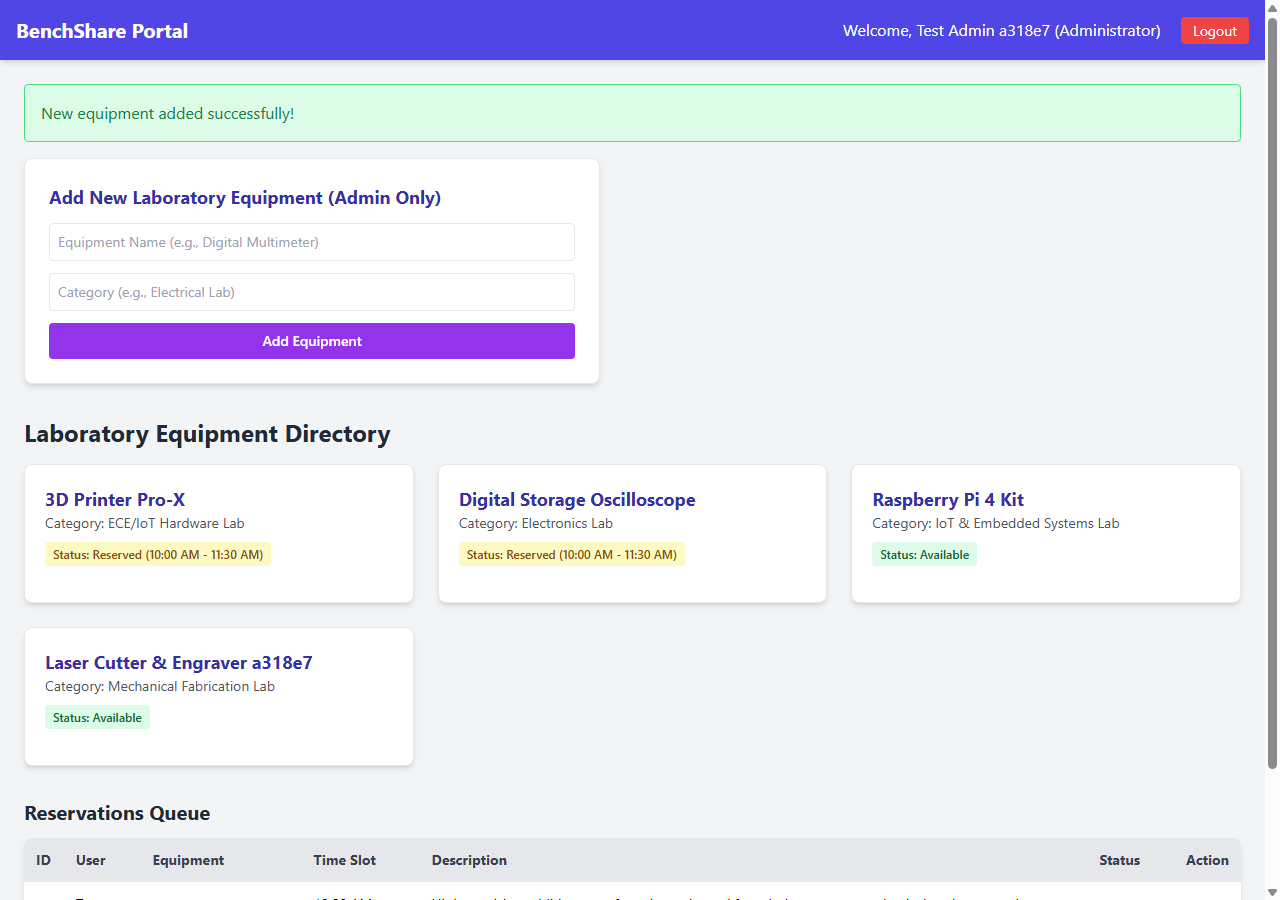 BenchShare Portal
Welcome, Test Admin a318e7 (Administrator)
Logout
New equipment added successfully!
Add New Laboratory Equipment (Admin Only)
Equipment Name (e.g., Digital Multimeter)
Category (e.g., Electrical Lab)
Add Equipment
Laboratory Equipment Directory
3D Printer Pro-X
Category: ECE/IoT Hardware Lab
Status: Reserved (10:00 AM - 11:30 AM)
Digital Storage Oscilloscope
Category: Electronics Lab
Status: Reserved (10:00 AM - 11:30 AM)
Raspberry Pi 4 Kit
Category: IoT & Embedded Systems Lab
Status: Available
Laser Cutter & Engraver a318e7
Category: Mechanical Fabrication Lab
Status: Available
Reservations Queue
ID User Equipment Time Slot Description Status Action